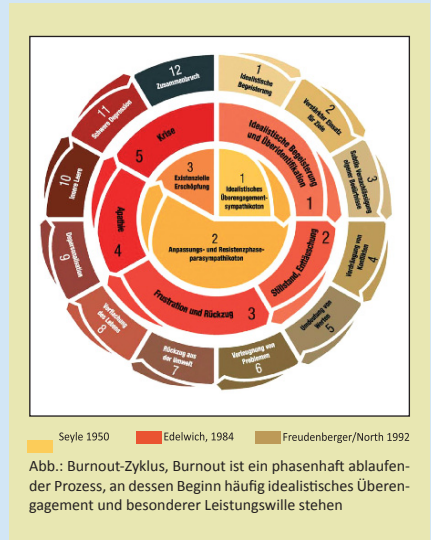 12
Zusammenbruch
1
Idealistische
Begeisterung
2
Verstärkter Einsatz
für Ziele
3
Subtile Vernachlässigung
eigener Bedürfnisse
4
Verdrängung von
Konflikten
5
Umdeutung von
Werten
6
Verleugnung von
Problemen
7
Rückzug aus
der Umwelt
8
Verflachung
des Lebens
9
Depersonalisation
10
Innere Leere
11
Schwere Depression
Idealistische Begeisterung
und Überidentifikation
1
2
Stillstand, Enttäuschung
Frustration und Rückzug
3
Apathie
4
Krise
5
1
Idealistisches
Überengagement-
sympathikoton
2
Anpassungs- und Resistenzphase-
parasympathikoton
3
Existenzielle
Erschöpfung
Seyle 1950
Edelwich, 1984
Freudenberger/North 1992
Abb.: Burnout-Zyklus, Burnout ist ein phasenhaft ablaufen-
der Prozess, an dessen Beginn häufig idealistisches Überen-
gagement und besonderer Leistungswille stehen